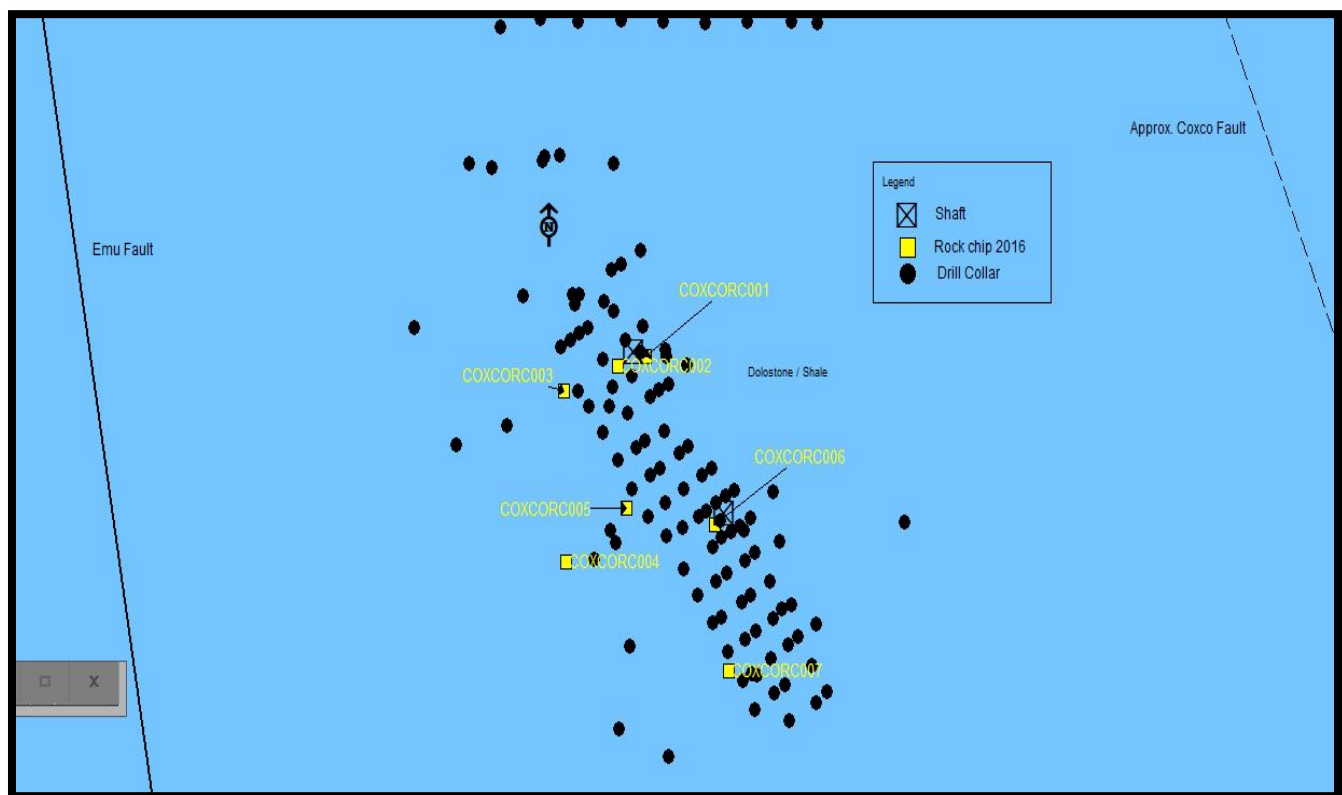 Approx. Coxco Fault
Legend
Shaft
Rock chip 2016
Drill Collar
N
Emu Fault
COXCORC001
COXCORC002
Dolostone / Shale
COXCORC003
COXCORC006
COXCORC005
COXCORC004
COXCORC007
X